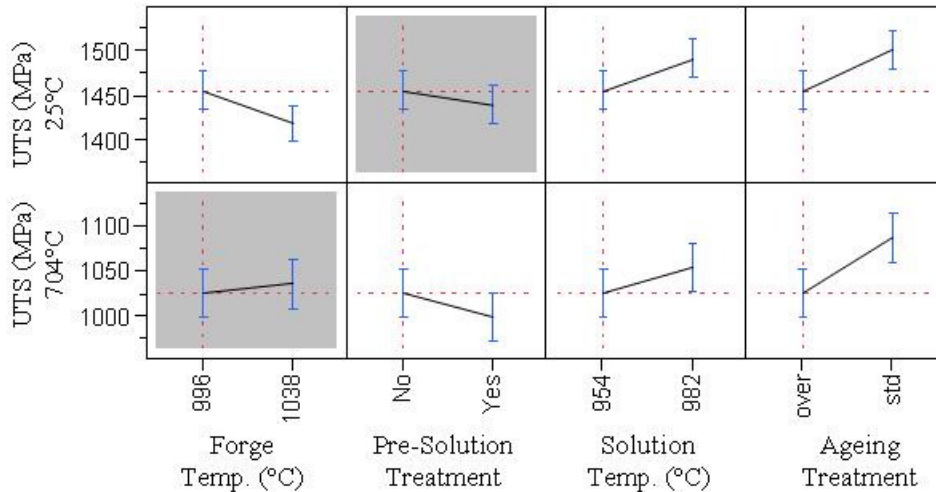 UTS (MPa)
25°C
1500
1450
1400
UTS (MPa)
704°C
1100
1050
1000
996
1038
No
Yes
954
982
over
std
Forge
Temp. (°C)
Pre-Solution
Treatment
Solution
Temp. (°C)
Ageing
Treatment